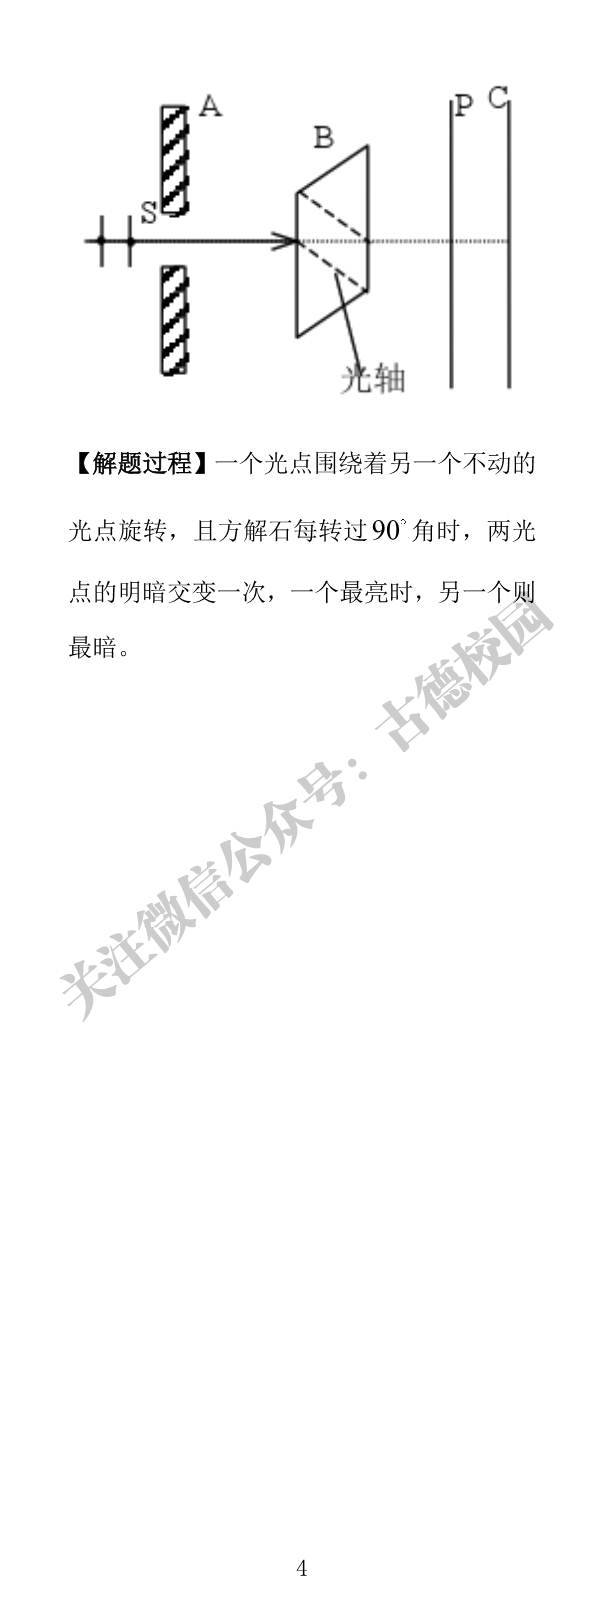 A
B
P C
S
光轴
【解题过程】一个光点围绕着另一个不动的
光点旋转，且方解石每转过90°角时，两光
点的明暗交变一次，一个最亮时，另一个则
最暗。
关注微信公众号：古德校园
4